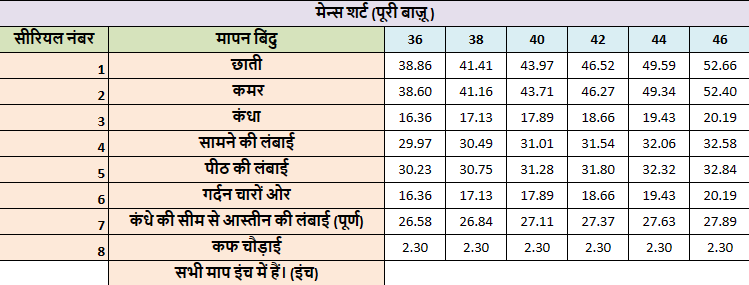 मेन्स शर्ट (पूरी बाजू )
सीरियल नंबर मापन बिंदु 36 38 40 42 44 46
1 छाती 38.86 41.41 43.97 46.52 49.59 52.66
2 कमर 38.60 41.16 43.71 46.27 49.34 52.40
3 कंधा 16.36 17.13 17.89 18.66 19.43 20.19
4 सामने की लंबाई 29.97 30.49 31.01 31.54 32.06 32.58
5 पीठ की लंबाई 30.23 30.75 31.28 31.80 32.32 32.84
6 गर्दन चारों ओर 16.36 17.13 17.89 18.66 19.43 20.19
7 कंधे की सीम से आस्तीन की लंबाई (पूर्ण) 26.58 26.84 27.11 27.37 27.63 27.89
8 कफ चौड़ाई 2.30 2.30 2.30 2.30 2.30 2.30
सभी माप इंच में हैं। (इंच)